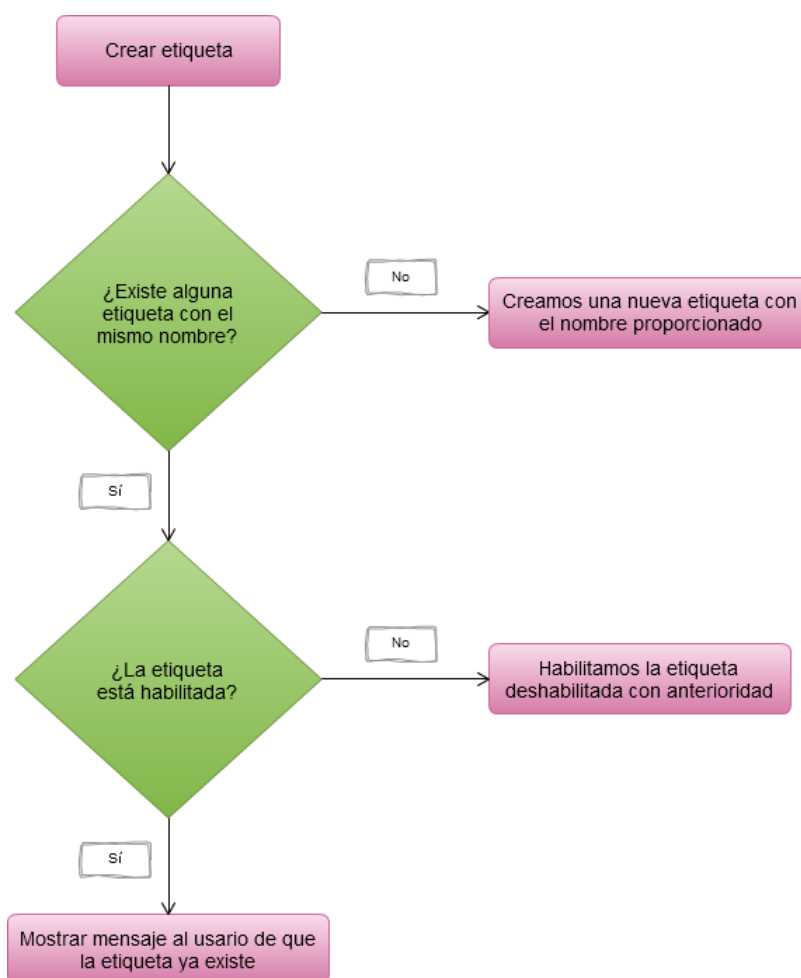 Crear etiqueta
¿Existe alguna
etiqueta con el
mismo nombre?
No
Creamos una nueva etiqueta con
el nombre proporcionado
Sí
¿La etiqueta
está habilitada?
No
Habilitamos la etiqueta
deshabilitada con anterioridad
Sí
Mostrar mensaje al usario de que
la etiqueta ya existe